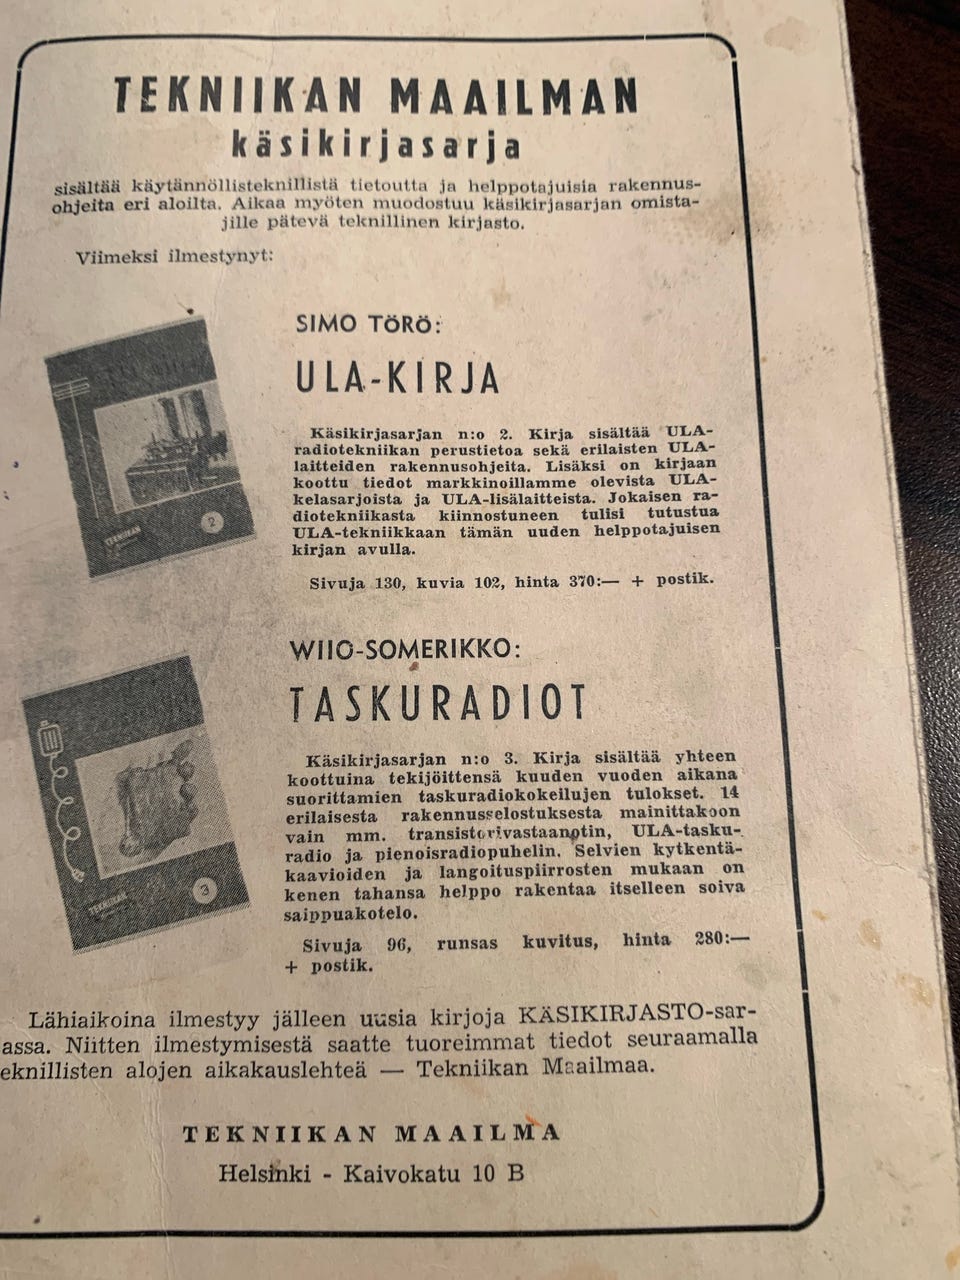 TEKNIIKAN MAAILMAN
käsikirjasarja
sisältää käytännöllisteknillistä tietoutta ja helppotajuisia rakennus-
ohjeita eri aloilta. Aikaa myöten muodostuu käsikirjasarjan omista-
jille pätevä teknillinen kirjasto.
Viimeksi ilmestynyt:
SIMO TÖRÖ:
ULA-KIRJA
Käsikirjasarjan n:o 2. Kirja sisältää ULA-
radiotekniikan perustietoa sekä erilaisten ULA-
laitteiden rakennusohjeita. Lisäksi on kirjaan
koottu tiedot markkinoillamme olevista ULA-
kelasarjoista ja ULA-lisälaitteista. Jokaisen ra-
diotekniikasta kiinnostuneen tulisi tutustua
ULA-tekniikkaan tämän uuden helppotajuisen
kirjan avulla.
Sivuja 130, kuvia 102, hinta 370:— + postik.
TEKNIIKAN
2
WIIO-SOMERIKKO:
TASKURADIOT
Käsikirjasarjan n:o 3. Kirja sisältää yhteen
koottuina tekijöittensä kuuden vuoden aikana
suorittamien taskuradiokokeilujen tulokset. 14
erilaisesta rakennusselostuksesta mainittakoon
vain mm. transistorivastaanotin, ULA-tasku-
radio ja pienoisradiopuhelin. Selvien kytkentä-
kaavioiden ja langoituspiirrosten mukaan on
kenen tahansa helppo rakentaa itselleen soiva
saippuakotelo.
Sivuja 96, runsas kuvitus, hinta 280:—
+ postik.
TEKNIIKAN
3
Lähiaikoina ilmestyy jälleen uusia kirjoja KÄSIKIRJASTO-sar-
assa. Niitten ilmestymisestä saatte tuoreimmat tiedot seuraamalla
eknillisten alojen aikakauslehteä — Tekniikan Maailmaa.
TEKNIIKAN MAAILMA
Helsinki - Kaivokatu 10 B